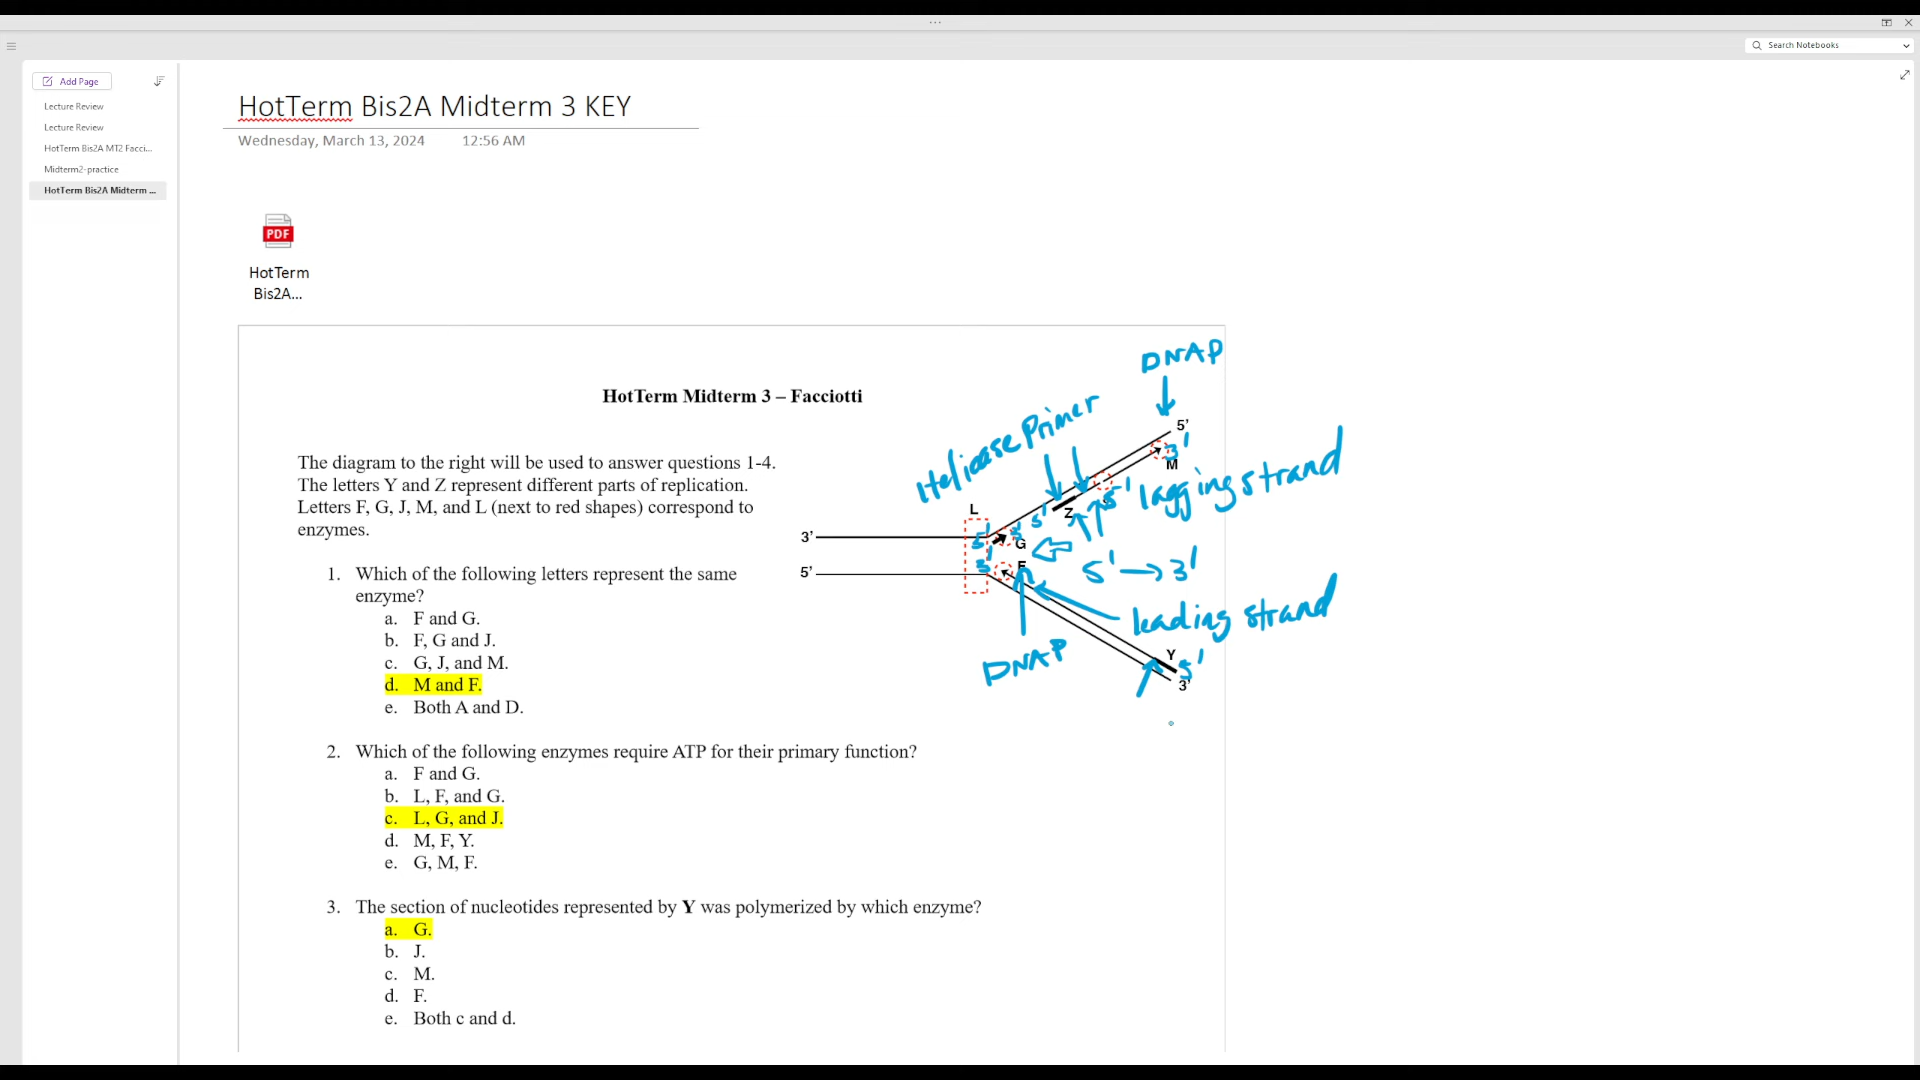 ...
Search Notebooks
Add Page
Lecture Review
Lecture Review
HotTerm Bis2A MT2 Facci...
Midterm2-practice
HotTerm Bis2A Midterm ...
HotTerm Bis2A Midterm 3 KEY
Wednesday, March 13, 2024 12:56 AM
PDF
HotTerm
Bis2A...
HotTerm Midterm 3 – Facciotti
The diagram to the right will be used to answer questions 1-4.
The letters Y and Z represent different parts of replication.
Letters F, G, J, M, and L (next to red shapes) correspond to
enzymes.
1. Which of the following letters represent the same
enzyme?
a. F and G.
b. F, G and J.
c. G, J, and M.
d. M and F.
e. Both A and D.
2. Which of the following enzymes require ATP for their primary function?
a. F and G.
b. L, F, and G.
c. L, G, and J.
d. M, F, Y.
e. G, M, F.
3. The section of nucleotides represented by Y was polymerized by which enzyme?
a. G.
b. J.
c. M.
d. F.
e. Both c and d.
DNAP
Primer
Helicase
5'
3'
M
lagging strand
5'
Z
5'
L
3'
5'
3'
G
5'
3'
F
5' → 3'
leading strand
DNAP
Y
5'
3'